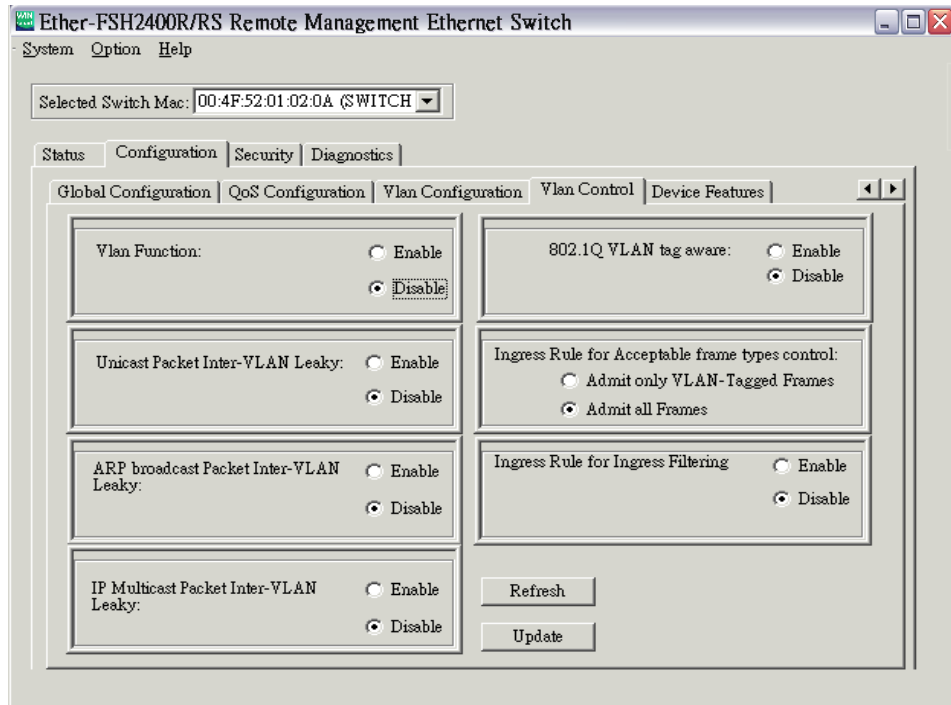 Ether-FSH2400R/RS Remote Management Ethernet Switch
System Option Help
Selected Switch Mac: 00:4F:52:01:02:0A (SWITCH
Status Configuration Security Diagnostics
Global Configuration QoS Configuration Vlan Configuration Vlan Control Device Features
Vlan Function:
Enable
Disable
Unicast Packet Inter-VLAN Leaky:
Enable
Disable
ARP broadcast Packet Inter-VLAN
Leaky:
Enable
Disable
IP Multicast Packet Inter-VLAN
Leaky:
Enable
Disable
802.1Q VLAN tag aware:
Enable
Disable
Ingress Rule for Acceptable frame types control:
Admit only VLAN-Tagged Frames
Admit all Frames
Ingress Rule for Ingress Filtering
Enable
Disable
Refresh
Update